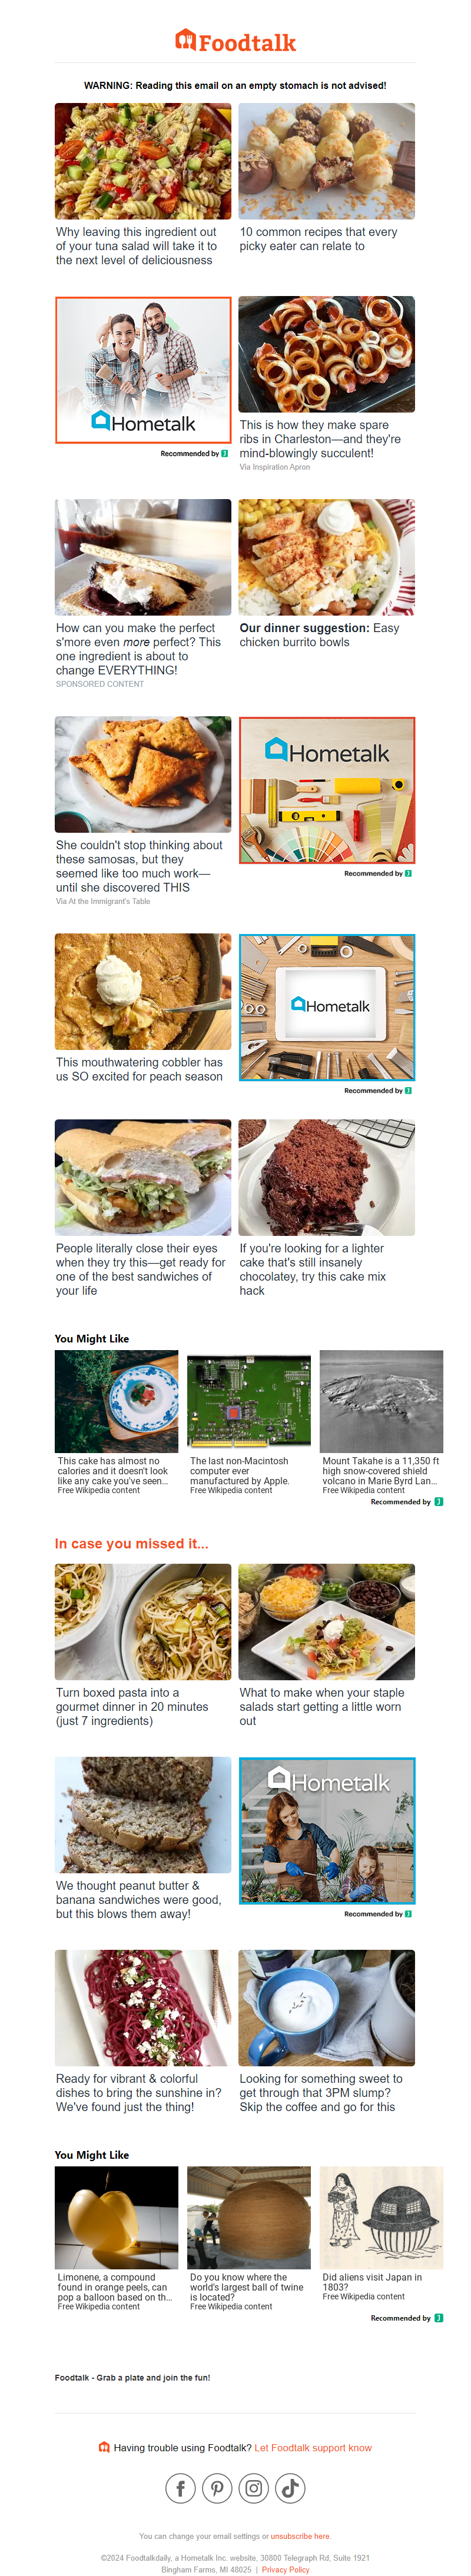 Foodtalk
WARNING: Reading this email on an empty stomach is not advised!
Why leaving this ingredient out
of your tuna salad will take it to
the next level of deliciousness
10 common recipes that every
picky eater can relate to
Hometalk
Recommended by
This is how they make spare
ribs in Charleston—and they're
mind-blowingly succulent!
Via Inspiration Apron
How can you make the perfect
s'more even more perfect? This
one ingredient is about to
change EVERYTHING!
SPONSORED CONTENT
Our dinner suggestion: Easy
chicken burrito bowls
She couldn't stop thinking about
these samosas, but they
seemed like too much work—
until she discovered THIS
Via At the Immigrant's Table
Hometalk
Recommended by
This mouthwatering cobbler has
us SO excited for peach season
Hometalk
Recommended by
People literally close their eyes
when they try this—get ready for
one of the best sandwiches of
your life
If you're looking for a lighter
cake that's still insanely
chocolatey, try this cake mix
hack
You Might Like
This cake has almost no
calories and it doesn't look
like any cake you've seen...
Free Wikipedia content
The last non-Macintosh
computer ever
manufactured by Apple.
Free Wikipedia content
Mount Takahe is a 11,350 ft
high snow-covered shield
volcano in Marie Byrd Lan...
Free Wikipedia content
Recommended by
In case you missed it...
Turn boxed pasta into a
gourmet dinner in 20 minutes
(just 7 ingredients)
What to make when your staple
salads start getting a little worn
out
We thought peanut butter &
banana sandwiches were good,
but this blows them away!
Hometalk
Recommended by
Ready for vibrant & colorful
dishes to bring the sunshine in?
We've found just the thing!
Looking for something sweet to
get through that 3PM slump?
Skip the coffee and go for this
You Might Like
Limonene, a compound
found in orange peels, can
pop a balloon based on th...
Free Wikipedia content
Do you know where the
world's largest ball of twine
is located?
Free Wikipedia content
Did aliens visit Japan in
1803?
Free Wikipedia content
Recommended by
Foodtalk - Grab a plate and join the fun!
Having trouble using Foodtalk? Let Foodtalk support know
You can change your email settings or unsubscribe here.
©2024 Foodtalkdaily, a Hometalk Inc. website, 30800 Telegraph Rd, Suite 1921
Bingham Farms, MI 48025 | Privacy Policy